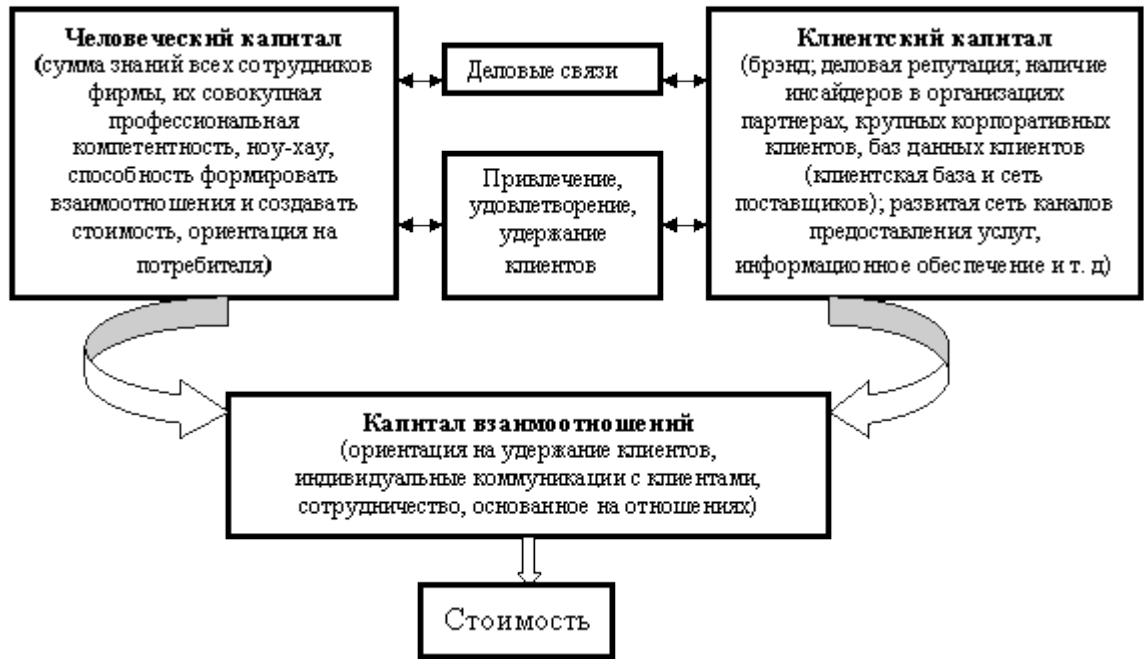 Человеческий капитал
(сумма знаний всех сотрудников
фирмы, их совокупная
профессиональная
компетентность, ноу-хау,
способность формировать
взаимоотношения и создавать
стоимость, ориентация на
потребителя)
Деловые связи
Привлечение,
удовлетворение,
удержание
клиентов
Клиентский капитал
(брэнд; деловая репутация; наличие
инсайдеров в организациях
партнерах, крупных корпоративных
клиентов, баз данных клиентов
(клиентская база и сеть
поставщиков); развитая сеть каналов
предоставления услуг,
информационное обеспечение и т. д)
Капитал взаимоотношений
(ориентация на удержание клиентов,
индивидуальные коммуникации с клиентами,
сотрудничество, основанное на отношениях)
Стоимость